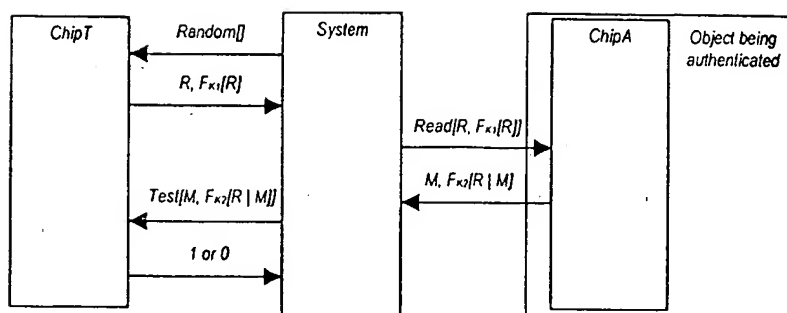 ChipT
Random[]
System
ChipA
Object being
authenticated
R, FK1[R]
Read[R, FK1[R]]
M, FK2[R | M]
Test[M, FK2[R | M]]
1 or 0